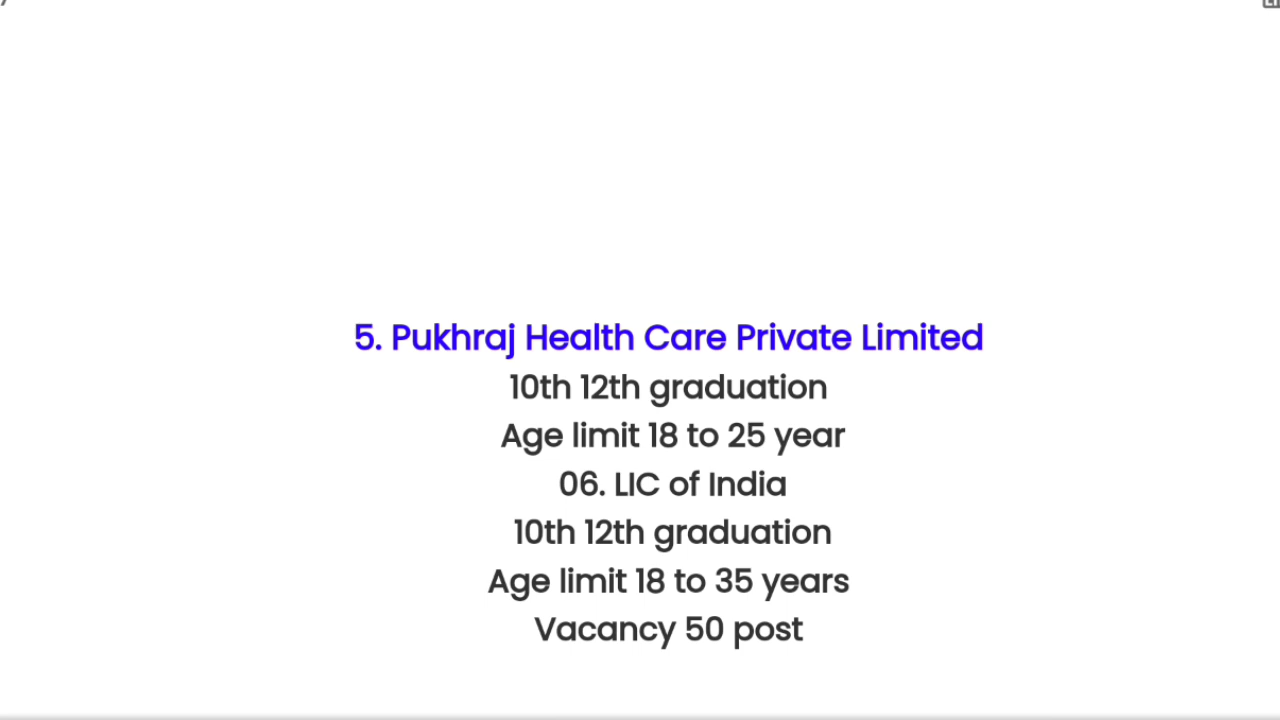 5. Pukhraj Health Care Private Limited
10th 12th graduation
Age limit 18 to 25 year
06. LIC of India
10th 12th graduation
Age limit 18 to 35 years
Vacancy 50 post